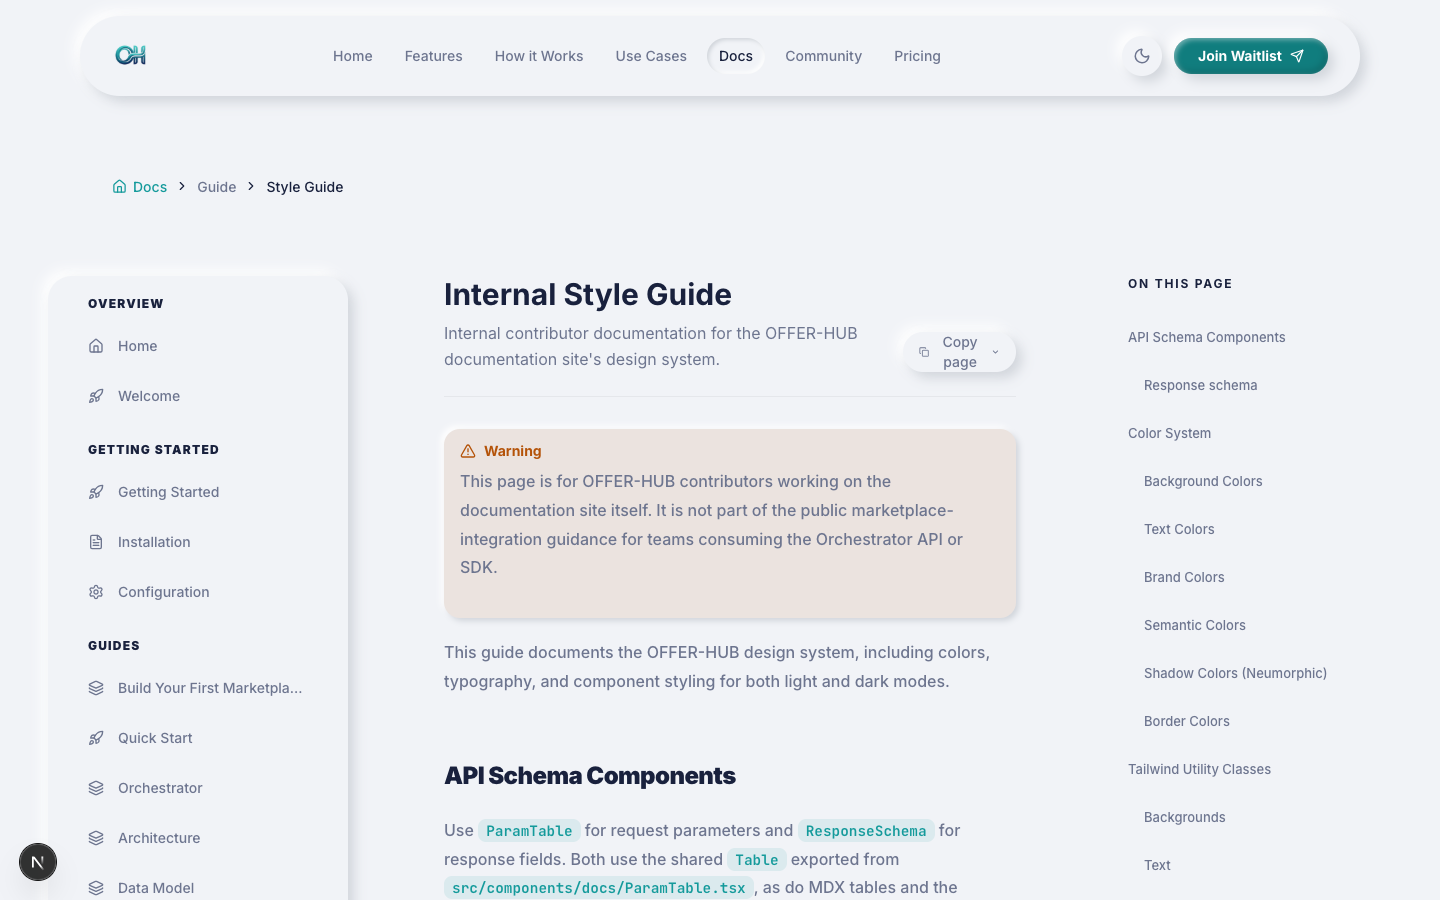 OH
Home
Features
How it Works
Use Cases
Docs
Community
Pricing
Join Waitlist
Docs
Guide
Style Guide
OVERVIEW
Home
Welcome
GETTING STARTED
Getting Started
Installation
Configuration
GUIDES
Build Your First Marketpla...
Quick Start
Orchestrator
Architecture
Data Model
N
Internal Style Guide
Internal contributor documentation for the OFFER-HUB
documentation site's design system.
Copy
page
Warning
This page is for OFFER-HUB contributors working on the
documentation site itself. It is not part of the public marketplace-
integration guidance for teams consuming the Orchestrator API or
SDK.
This guide documents the OFFER-HUB design system, including colors,
typography, and component styling for both light and dark modes.
API Schema Components
Use ParamTable for request parameters and ResponseSchema for
response fields. Both use the shared Table exported from
src/components/docs/ParamTable.tsx, as do MDX tables and the
ON THIS PAGE
API Schema Components
Response schema
Color System
Background Colors
Text Colors
Brand Colors
Semantic Colors
Shadow Colors (Neumorphic)
Border Colors
Tailwind Utility Classes
Backgrounds
Text